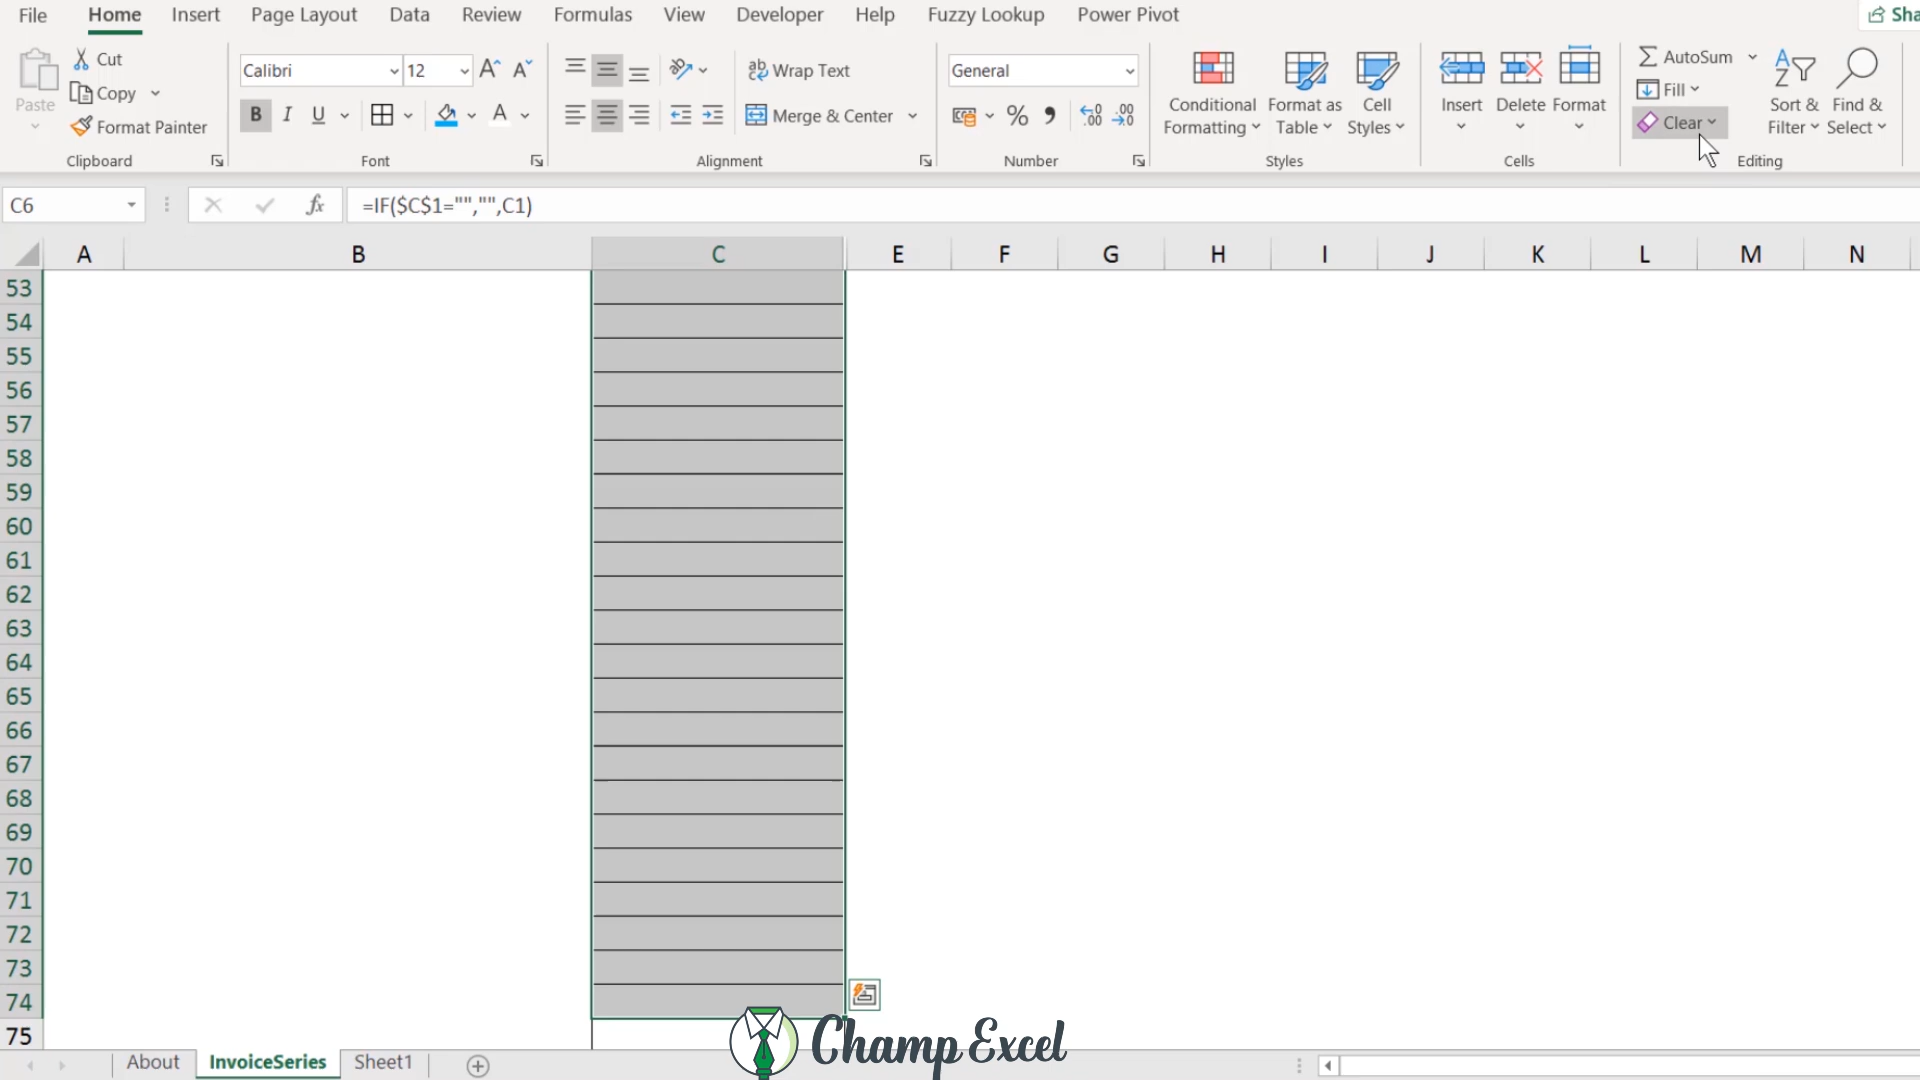 File Home Insert Page Layout Data Review Formulas View Developer Help Fuzzy Lookup Power Pivot
Paste
Cut
Copy
Format Painter
Clipboard
Calibri 12
B I U
Font
Wrap Text
Merge & Center
Alignment
General
Number
Conditional
Formatting
Format as
Table
Cell
Styles
Styles
Insert Delete Format
Cells
AutoSum
Fill
Clear
Sort &
Filter
Find &
Select
Editing
C6 fx =IF($C$1="","",C1)
A B C E F G H I J K L M N
53
54
55
56
57
58
59
60
61
62
63
64
65
66
67
68
69
70
71
72
73
74
75
Champ Excel
About InvoiceSeries Sheet1